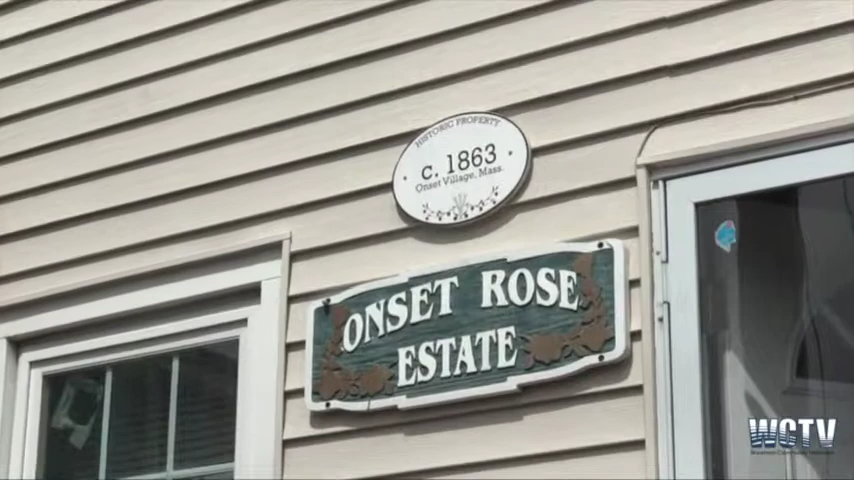 HISTORIC PROPERTY
c. 1863
Onset Village, Mass.
ONSET ROSE
ESTATE
WCTV